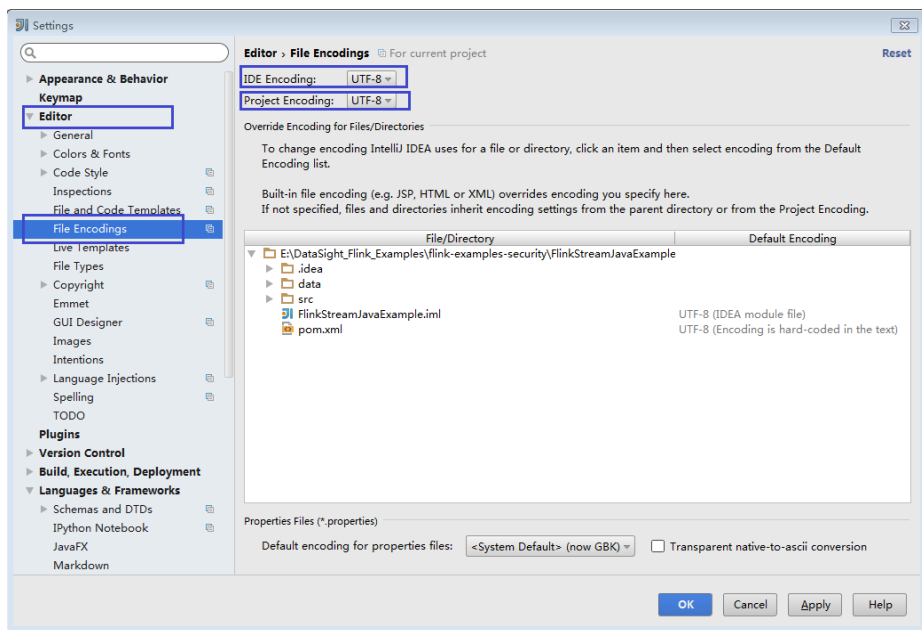 Settings
Appearance & Behavior
Keymap
Editor
General
Colors & Fonts
Code Style
Inspections
File and Code Templates
File Encodings
Live Templates
File Types
Copyright
Emmet
GUI Designer
Images
Intentions
Language Injections
Spelling
TODO
Plugins
Version Control
Build, Execution, Deployment
Languages & Frameworks
Schemas and DTDs
IPython Notebook
JavaFX
Markdown
Editor › File Encodings For current project Reset
IDE Encoding: UTF-8
Project Encoding: UTF-8
Override Encoding for Files/Directories
To change encoding IntelliJ IDEA uses for a file or directory, click an item and then select encoding from the Default
Encoding list.
Built-in file encoding (e.g. JSP, HTML or XML) overrides encoding you specify here.
If not specified, files and directories inherit encoding settings from the parent directory or from the Project Encoding.
File/Directory Default Encoding
E:\DataSight_Flink_Examples\flink-examples-security\FlinkStreamJavaExample
.idea
data
src
FlinkStreamJavaExample.iml UTF-8 (IDEA module file)
pom.xml UTF-8 (Encoding is hard-coded in the text)
Properties Files (*.properties)
Default encoding for properties files: <System Default> (now GBK) Transparent native-to-ascii conversion
OK Cancel Apply Help